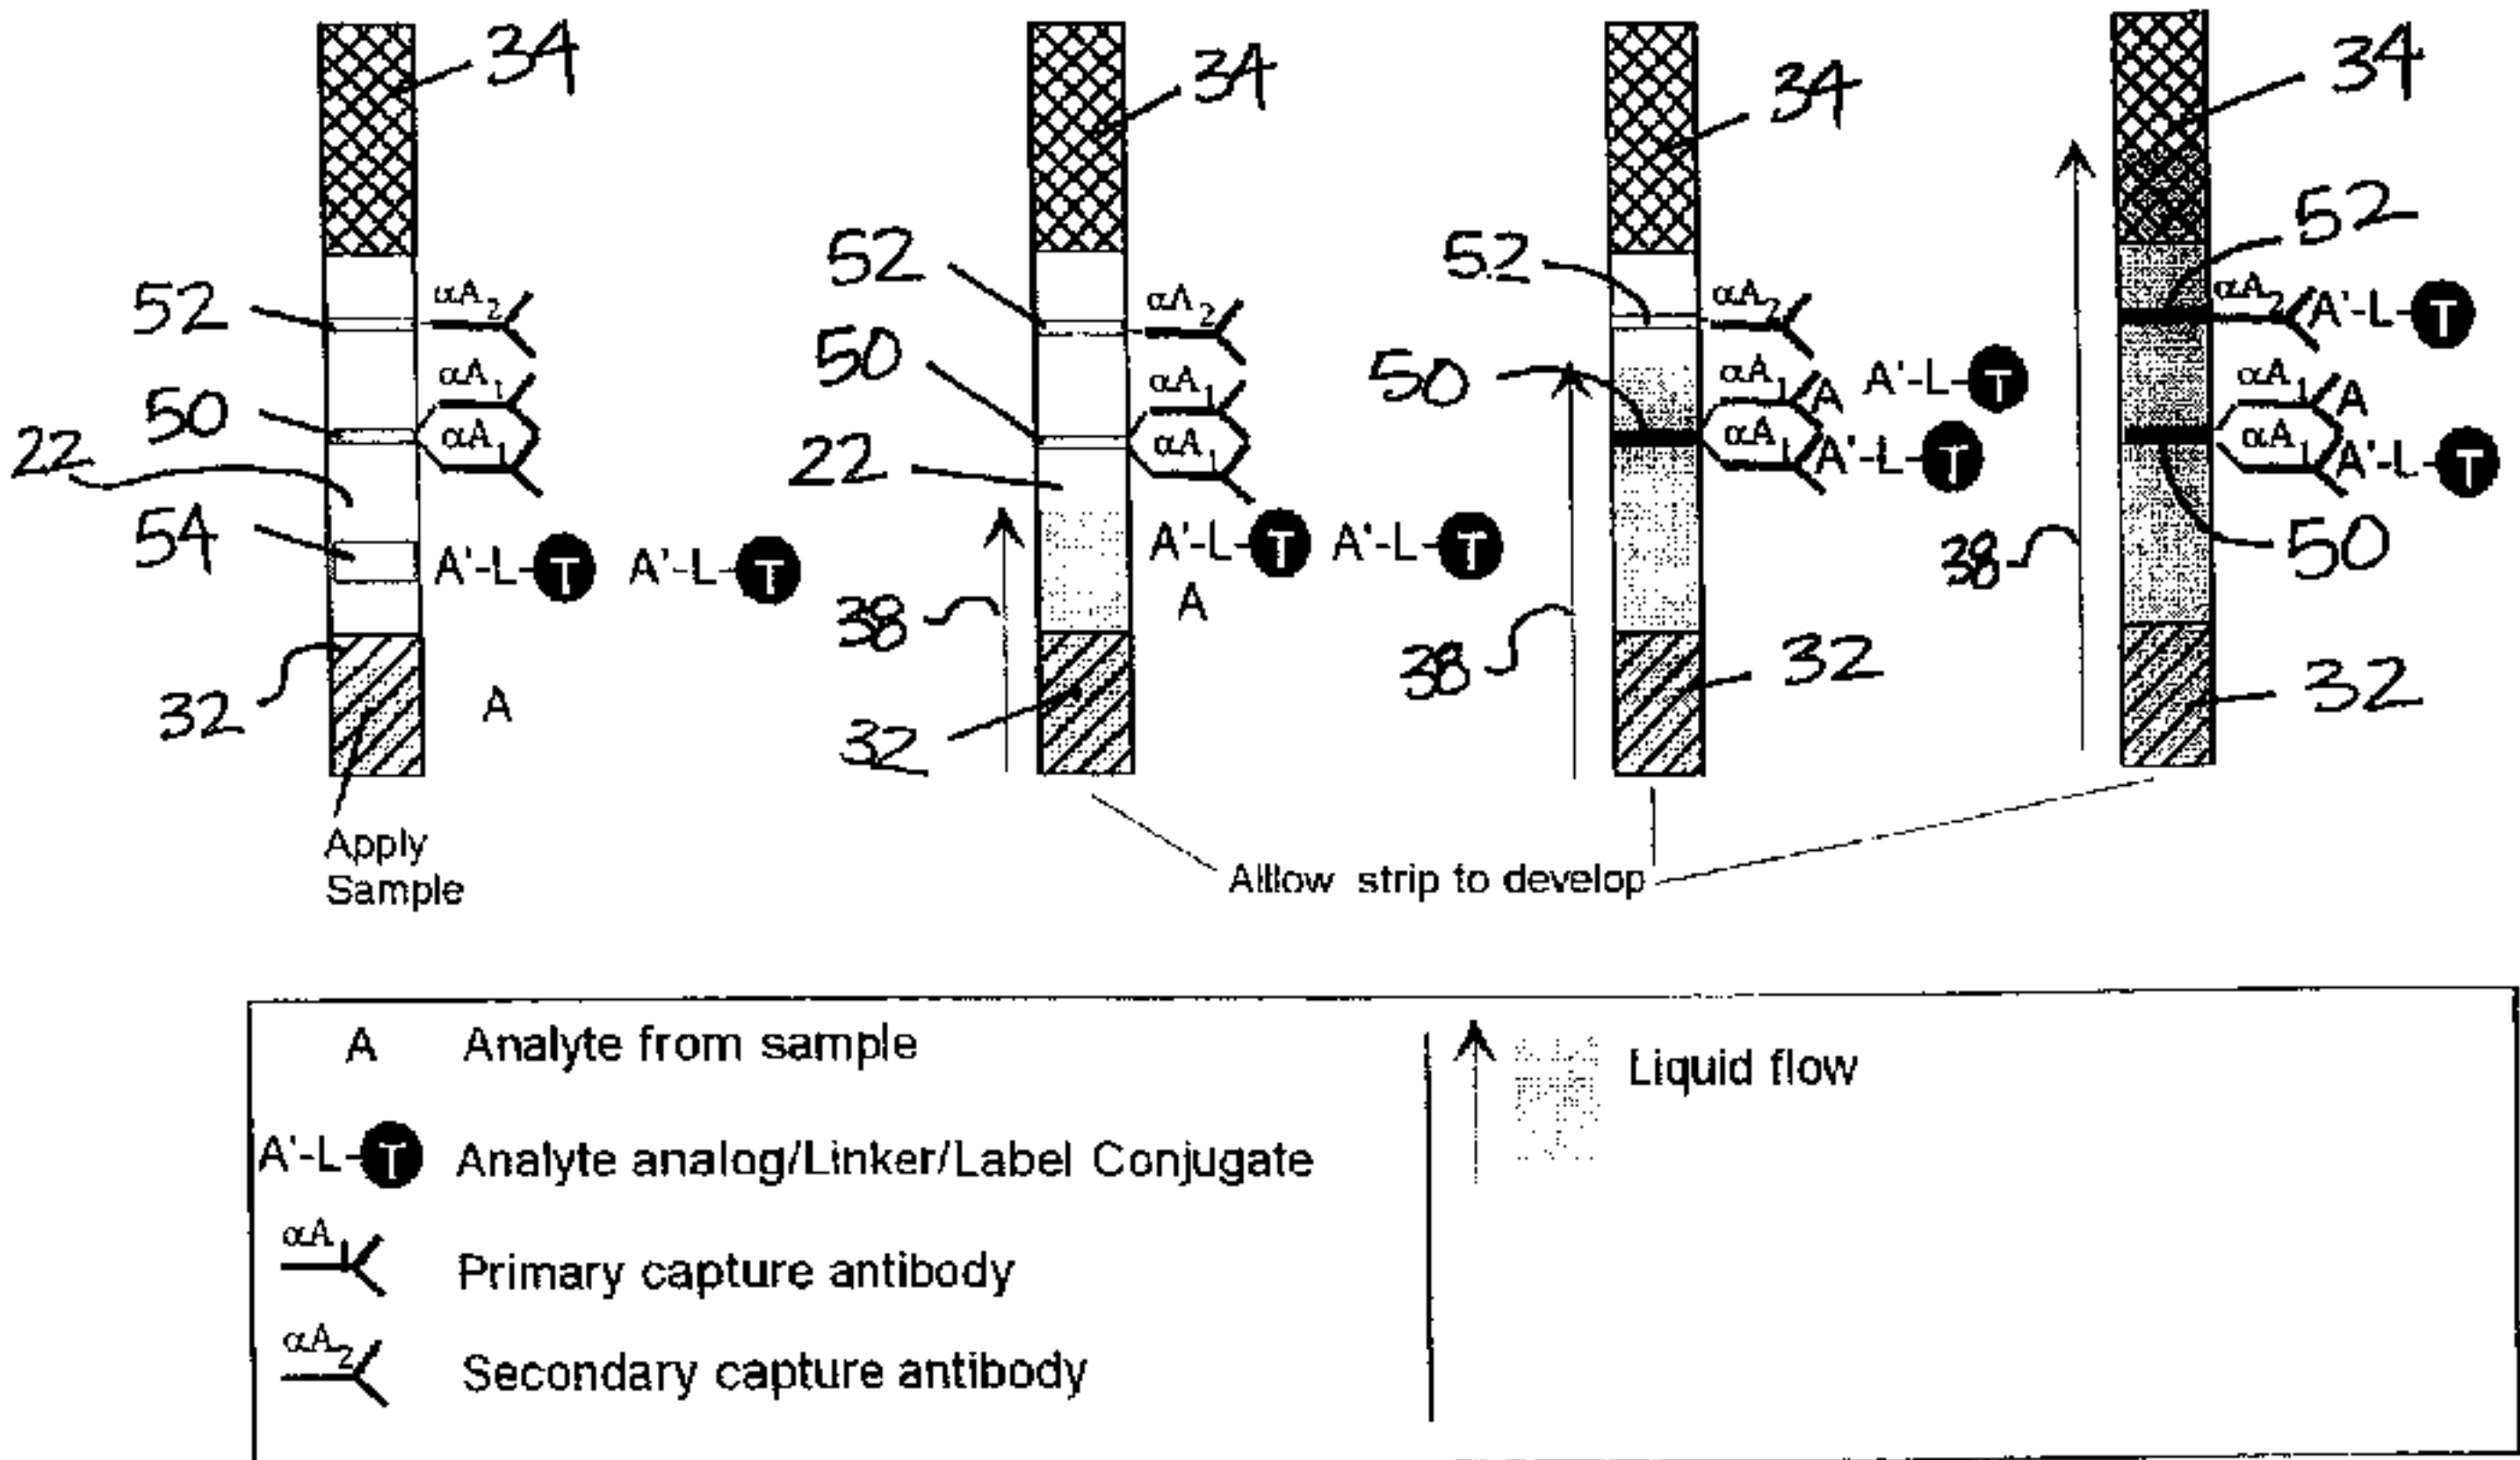 34
34
34
34
52
αA2
52
αA2
52
αA2
52
αA2 A'-L-T
50
αA1
αA1
50
αA1
αA1
50
αA1 A A'-L-T
αA1 A'-L-T
αA1 A
αA1 A'-L-T
50
22
22
54
A'-L-T A'-L-T
A'-L-T A'-L-T
A
38
38
38
32
A
32
32
32
Apply
Sample
Alllow strip to develop
A Analyte from sample
A'-L-T Analyte analog/Linker/Label Conjugate
αA1 Primary capture antibody
αA2 Secondary capture antibody
Liquid flow